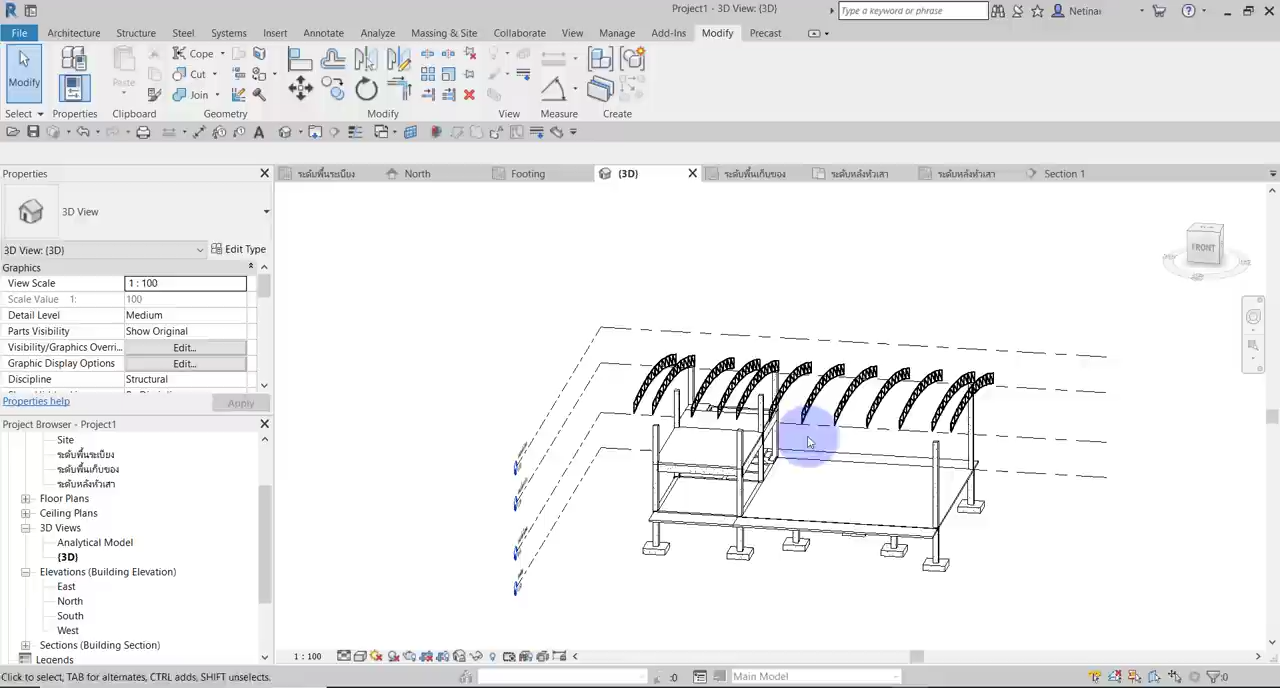 Project1 - 3D View: {3D}
Type a keyword or phrase
Netinai
File Architecture Structure Steel Systems Insert Annotate Analyze Massing & Site Collaborate View Manage Add-Ins Modify Precast
Modify
Paste
Cope
Cut
Join
Select Properties Clipboard Geometry Modify View Measure Create
Properties
ระดับพื้นระเบียง North Footing {3D} ระดับพื้นเก็บของ ระดับหลังหัวเสา ระดับหลังหัวเสา Section 1
3D View
3D View: {3D}
Edit Type
Graphics
View Scale 1 : 100
Scale Value 1: 100
Detail Level Medium
Parts Visibility Show Original
Visibility/Graphics Overri... Edit...
Graphic Display Options Edit...
Discipline Structural
Properties help
Apply
FRONT
Project Browser - Project1
Site
ระดับพื้นระเบียง
ระดับพื้นเก็บของ
ระดับหลังหัวเสา
Floor Plans
Ceiling Plans
3D Views
Analytical Model
{3D}
Elevations (Building Elevation)
East
North
South
West
Sections (Building Section)
Legends
1 : 100
Click to select, TAB for alternates, CTRL adds, SHIFT unselects.
:0
Main Model
:0